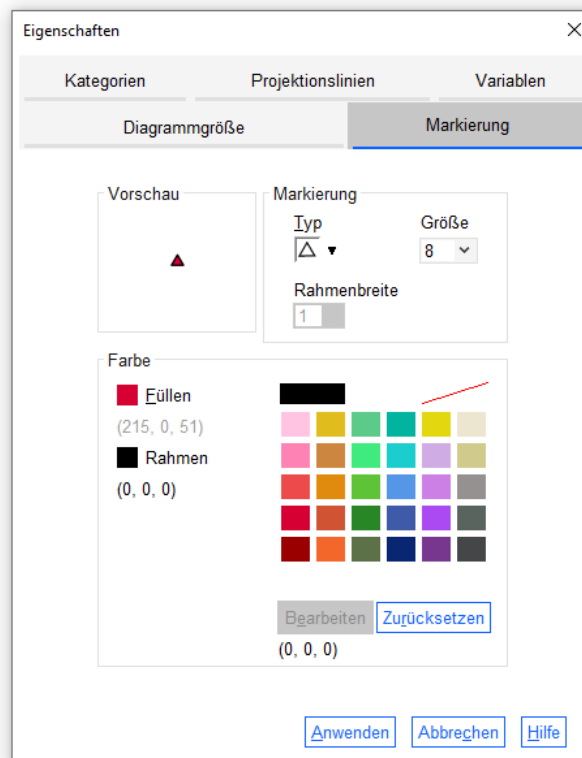 Eigenschaften
Kategorien Projektionslinien Variablen
Diagrammgröße Markierung
Vorschau
Markierung
Typ Größe
8
Rahmenbreite
1
Farbe
Füllen
(215, 0, 51)
Rahmen
(0, 0, 0)
Bearbeiten Zurücksetzen
(0, 0, 0)
Anwenden Abbrechen Hilfe